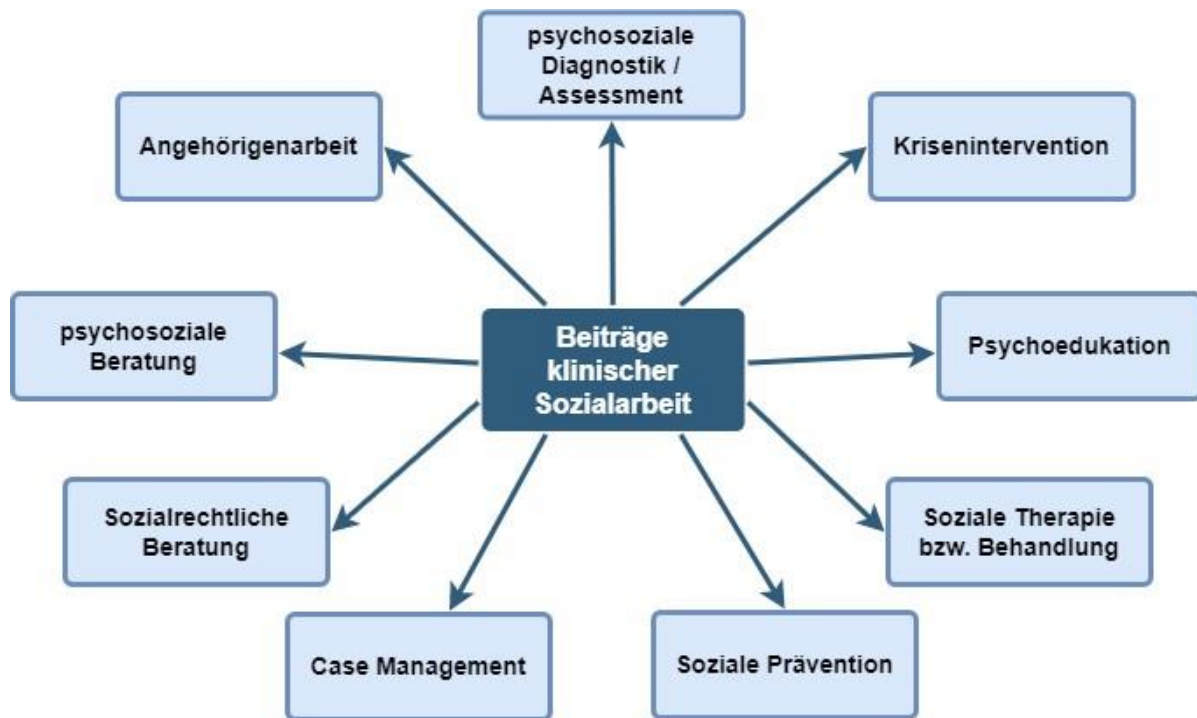 psychosoziale
Diagnostik /
Assessment
Angehörigenarbeit
Krisenintervention
psychosoziale
Beratung
Beiträge
klinischer
Sozialarbeit
Psychoedukation
Sozialrechtliche
Beratung
Soziale Therapie
bzw. Behandlung
Case Management
Soziale Prävention